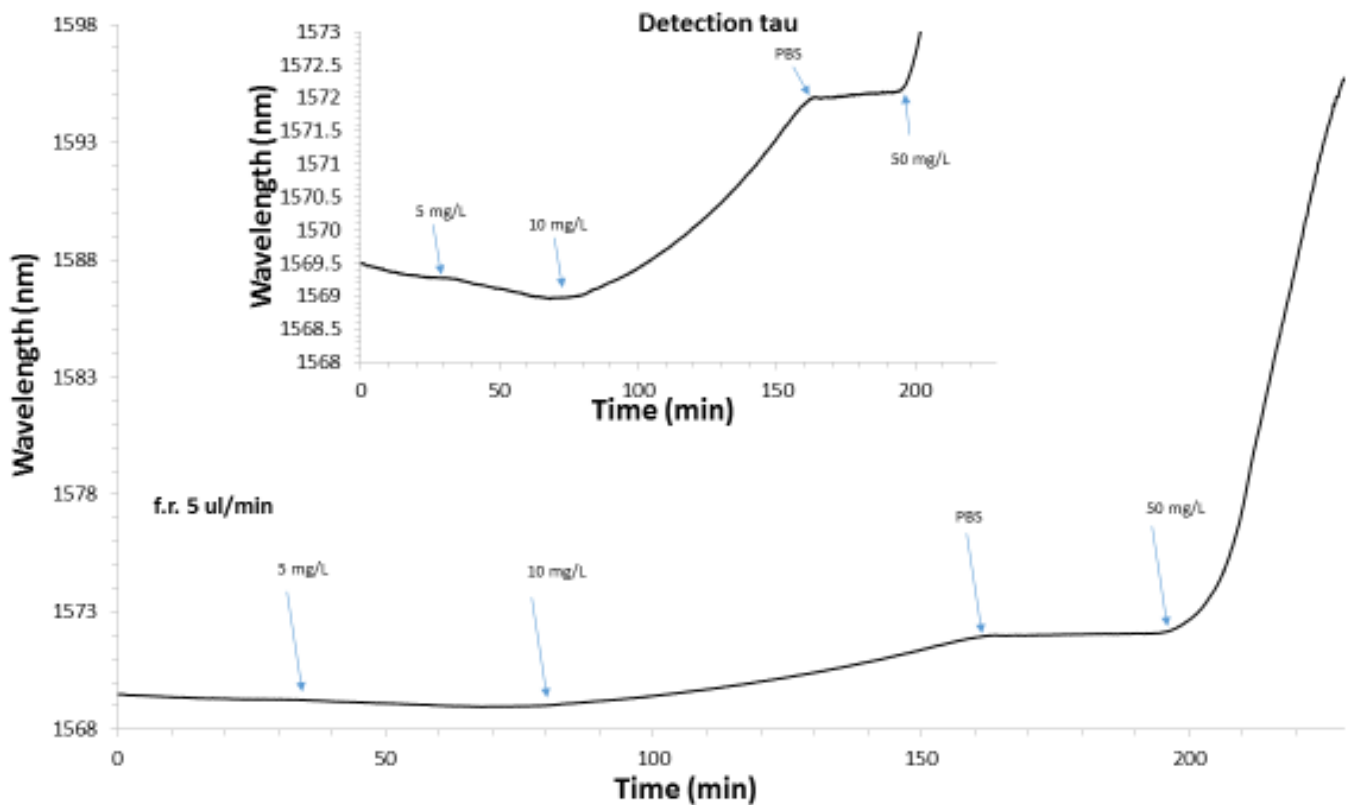 Detection tau
Wavelength (nm)
1573
1572.5
1572
1571.5
1571
1570.5
1570
1569.5
1569
1568.5
1568
0 50 100 150 200
Time (min)
5 mg/L
10 mg/L
PBS
50 mg/L
Wavelength (nm)
1598
1593
1588
1583
1578
1573
1568
f.r. 5 ul/min
5 mg/L
10 mg/L
PBS
50 mg/L
0 50 100 150 200
Time (min)